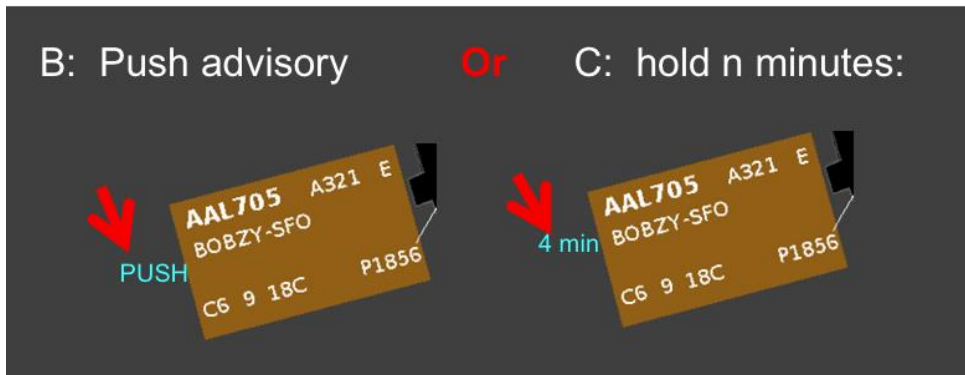 B: Push advisory Or C: hold n minutes:
AAL705 A321 E
BOBZY-SFO
PUSH
C6 9 18C P1856
AAL705 A321 E
BOBZY-SFO
4 min
C6 9 18C P1856